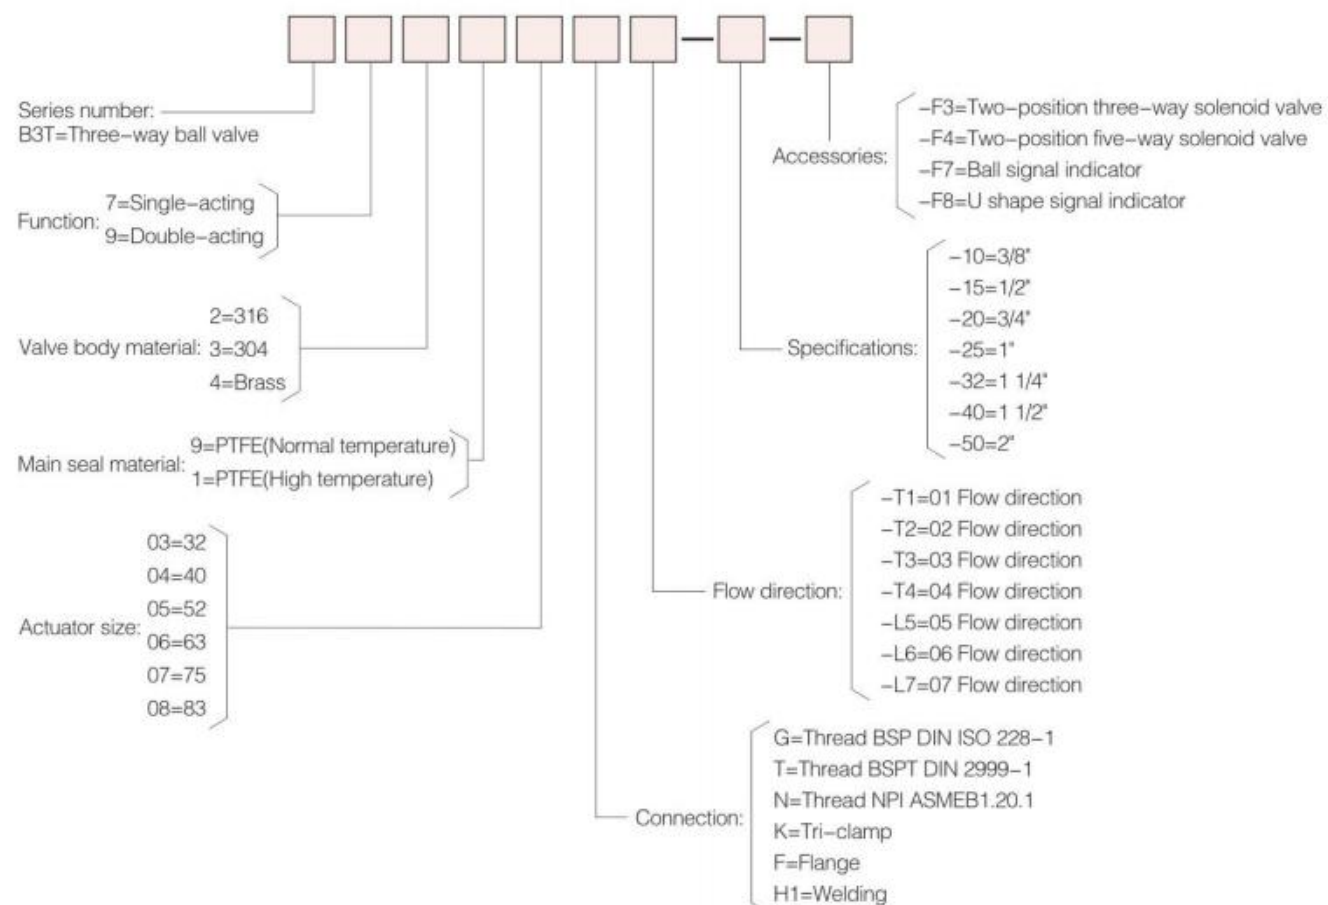 Series number:
B3T=Three-way ball valve
Function:
7=Single-acting
9=Double-acting
Valve body material:
2=316
3=304
4=Brass
Main seal material:
9=PTFE(Normal temperature)
1=PTFE(High temperature)
Actuator size:
03=32
04=40
05=52
06=63
07=75
08=83
Accessories:
-F3=Two-position three-way solenoid valve
-F4=Two-position five-way solenoid valve
-F7=Ball signal indicator
-F8=U shape signal indicator
Specifications:
-10=3/8"
-15=1/2"
-20=3/4"
-25=1"
-32=1 1/4"
-40=1 1/2"
-50=2"
Flow direction:
-T1=01 Flow direction
-T2=02 Flow direction
-T3=03 Flow direction
-T4=04 Flow direction
-L5=05 Flow direction
-L6=06 Flow direction
-L7=07 Flow direction
Connection:
G=Thread BSP DIN ISO 228-1
T=Thread BSPT DIN 2999-1
N=Thread NPI ASMEB1.20.1
K=Tri-clamp
F=Flange
H1=Welding